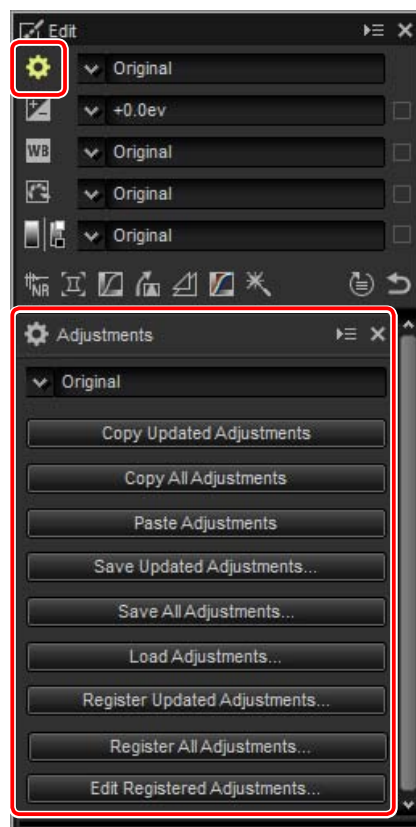 Edit
Original
+0.0ev
WB
Original
Original
Original
NR
Adjustments
Original
Copy Updated Adjustments
Copy All Adjustments
Paste Adjustments
Save Updated Adjustments...
Save All Adjustments...
Load Adjustments...
Register Updated Adjustments...
Register All Adjustments...
Edit Registered Adjustments...